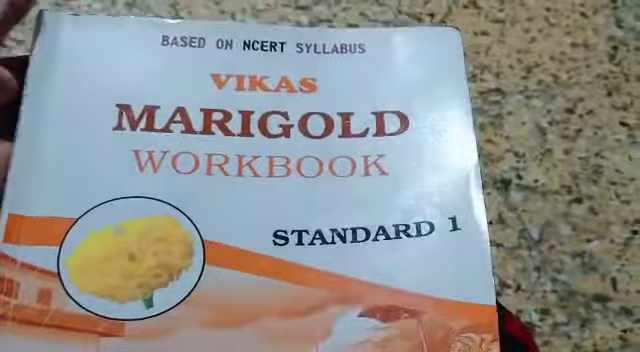 BASED ON NCERT SYLLABUS
VIKAS
MARIGOLD
WORKBOOK
STANDARD 1